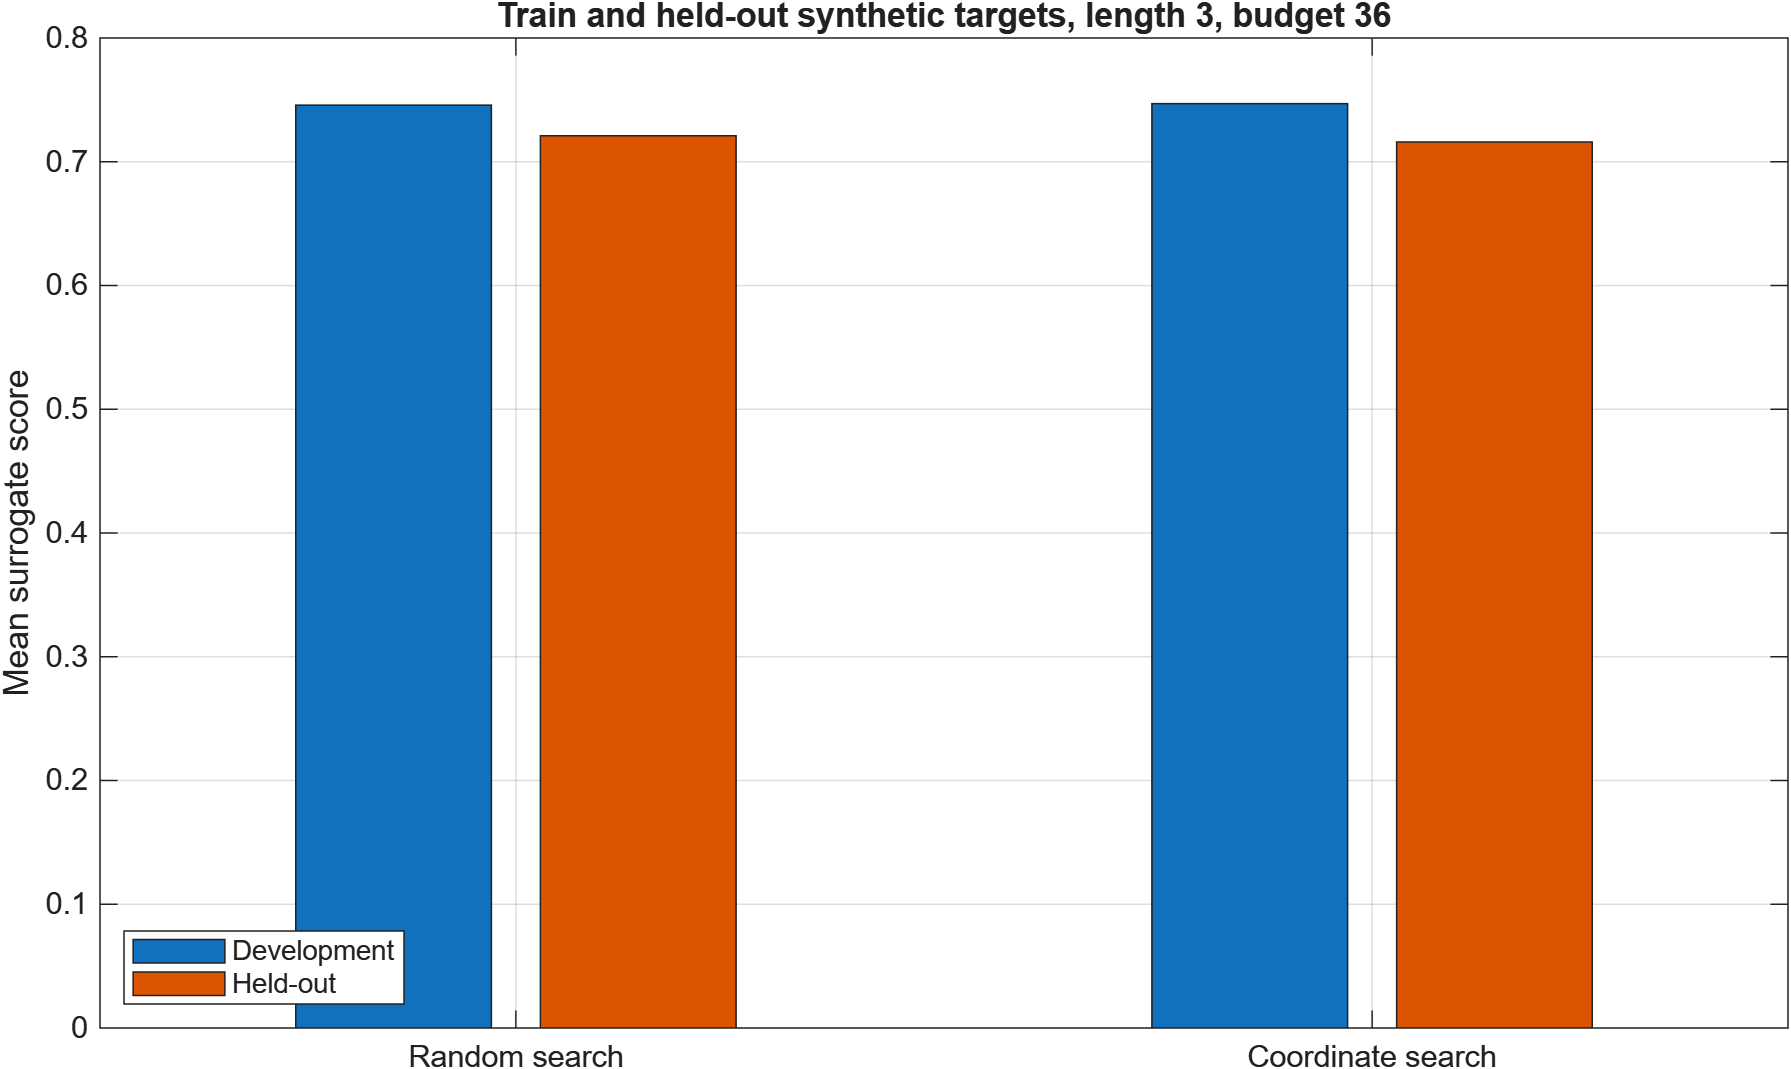 Train and held-out synthetic targets, length 3, budget 36
Mean surrogate score
0.8
0.7
0.6
0.5
0.4
0.3
0.2
0.1
0
Development
Held-out
Random search
Coordinate search